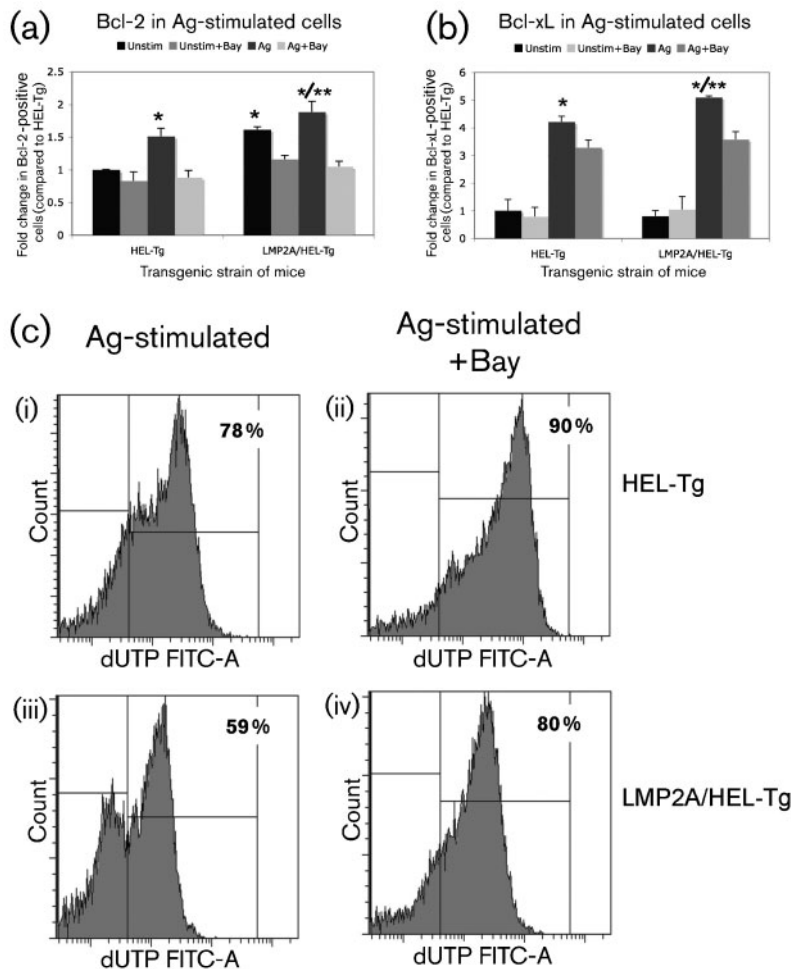 (a)
Bcl-2 in Ag-stimulated cells
Unstim Unstim+Bay Ag Ag+Bay
Fold change in Bcl-2-positive
cells (compared to HEL-Tg)
2.5
2
1.5
1
0.5
0
*
*
*/**
HEL-Tg
LMP2A/HEL-Tg
Transgenic strain of mice
(b)
Bcl-xL in Ag-stimulated cells
Unstim Unstim+Bay Ag Ag+Bay
Fold change in Bcl-xL-positive
cells (compared to HEL-Tg)
6
5
4
3
2
1
0
*
*/**
HEL-Tg
LMP2A/HEL-Tg
Transgenic strain of mice
(c)
Ag-stimulated
Ag-stimulated
+Bay
(i)
78%
Count
dUTP FITC-A
(ii)
90%
Count
dUTP FITC-A
HEL-Tg
(iii)
59%
Count
dUTP FITC-A
(iv)
80%
Count
dUTP FITC-A
LMP2A/HEL-Tg